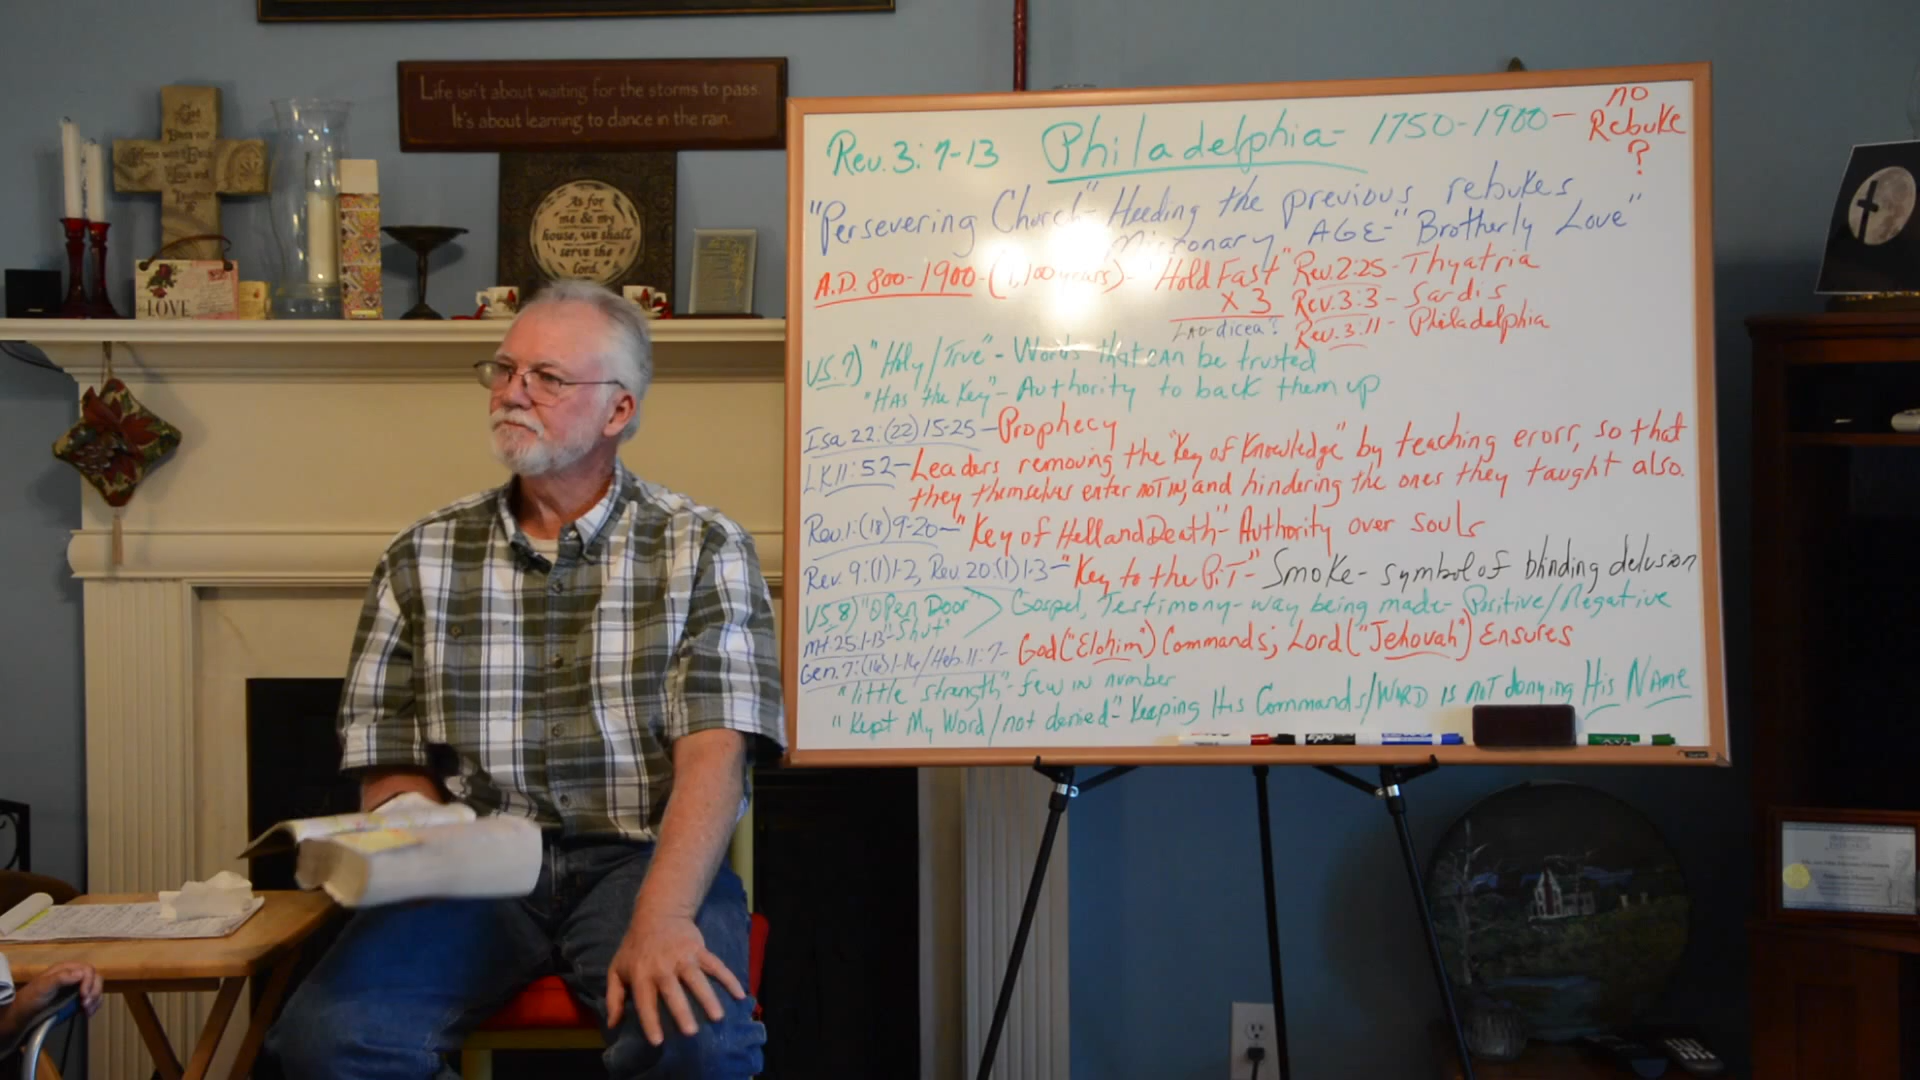 Life isn't about waiting for the storms to pass.
It's about learning to dance in the rain.
God
Bless our
Love and
As for
me & my
house, we shall
serve the
lord.
LOVE
Rev. 3:7-13 Philadelphia- 1750-1900- no
Rebuke
?
"Persevering Church"- Heeding the previous rebukes
Missionary AGE- "Brotherly Love"
A.D. 800-1900-(1,100 years)- "Hold Fast" Rev. 2:25-Thyatria
x 3 Rev. 3:3 - Sardis
LAO-dicea? Rev. 3:11- Philadelphia
VS.7) "Holy/True"- Words that can be trusted
"HAS the Key"- Authority to back them up
Isa 22:(22)15-25-Prophecy
LK11:52-Leaders removing the "Key of Knowledge" by teaching erorr, so that
they themselves enter not in, and hindering the ones they taught also.
Rev.1:(18)9-20-"Key of Hell and Death"- Authority over souls
Rev. 9:(1)1-2, Rev. 20:(1)1-3-"Key to the PiT"- Smoke- symbol of blinding delusion
VS.8) "Open Door" > Gospel, Testimony-way being made- Positive/Negative
Mt. 25:1-13-"Shut"
Gen. 7:(16)1-16/Heb. 11:7- God("Elohim") Commands; Lord("Jehovah") Ensures
"little strength"- few in number
"Kept My Word/not denied"- Keeping His Commands/WORD is not denying His NAME